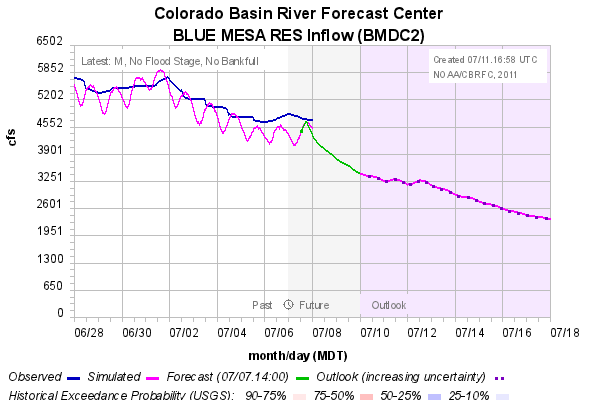 Colorado Basin River Forecast Center
BLUE MESA RES Inflow (BMDC2)
6502
5852
5202
4552
3901
3251
2601
1951
1300
650
0
cfs
Latest: M, No Flood Stage, No Bankfull
Created 07/11.16:58 UTC
NOAA/CBRFC, 2011
Past Future Outlook
06/28 06/30 07/02 07/04 07/06 07/08 07/10 07/12 07/14 07/16 07/18
month/day (MDT)
Observed Simulated Forecast (07/07.14:00) Outlook (increasing uncertainty)
Historical Exceedance Probability (USGS): 90-75% 75-50% 50-25% 25-10%